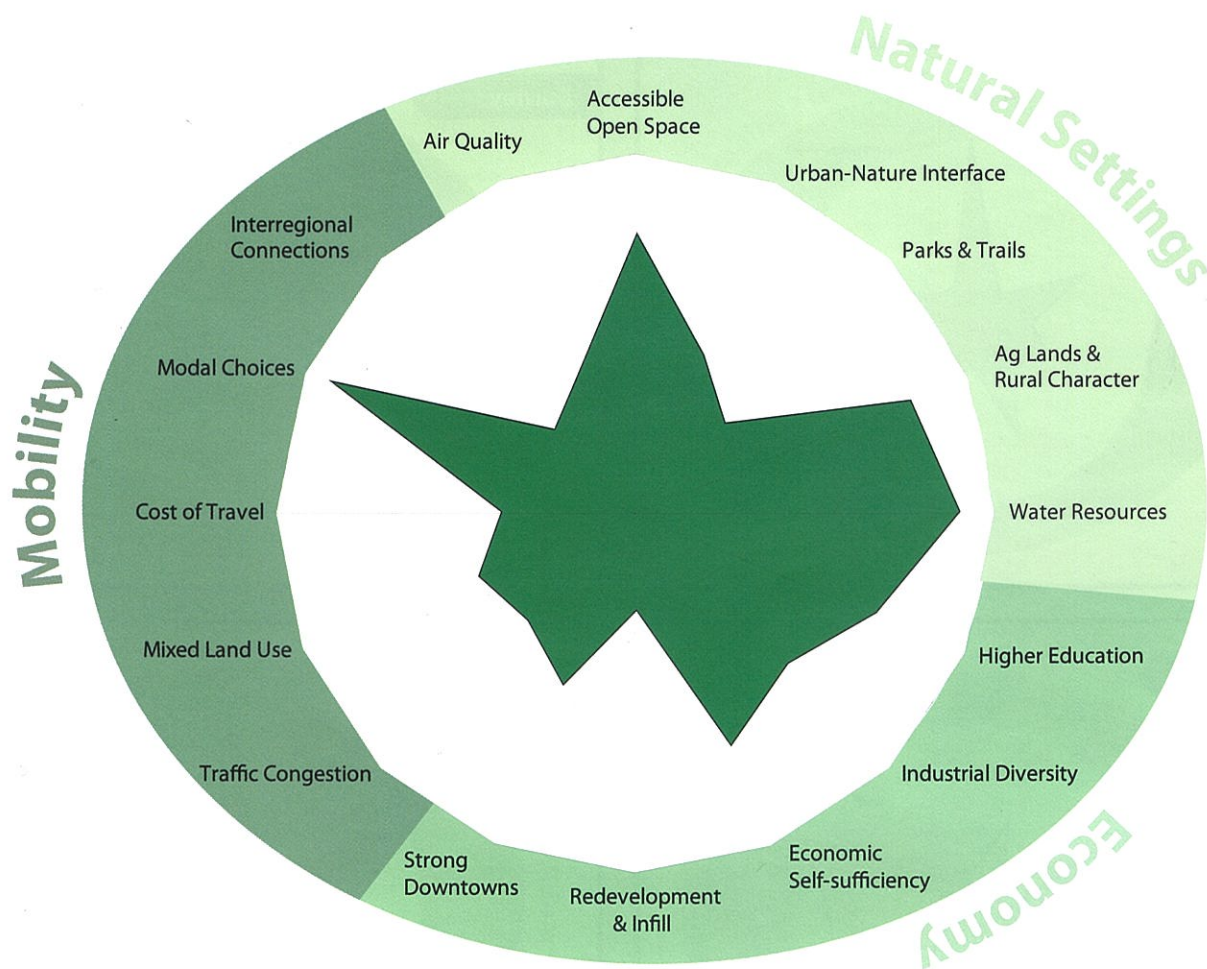 Natural Settings
Accessible
Open Space
Air Quality
Urban-Nature Interface
Interregional
Connections
Parks & Trails
Modal Choices
Ag Lands &
Rural Character
Mobility
Cost of Travel
Water Resources
Mixed Land Use
Higher Education
Traffic Congestion
Industrial Diversity
Strong
Downtowns
Redevelopment
& Infill
Economic
Self-sufficiency
Economy